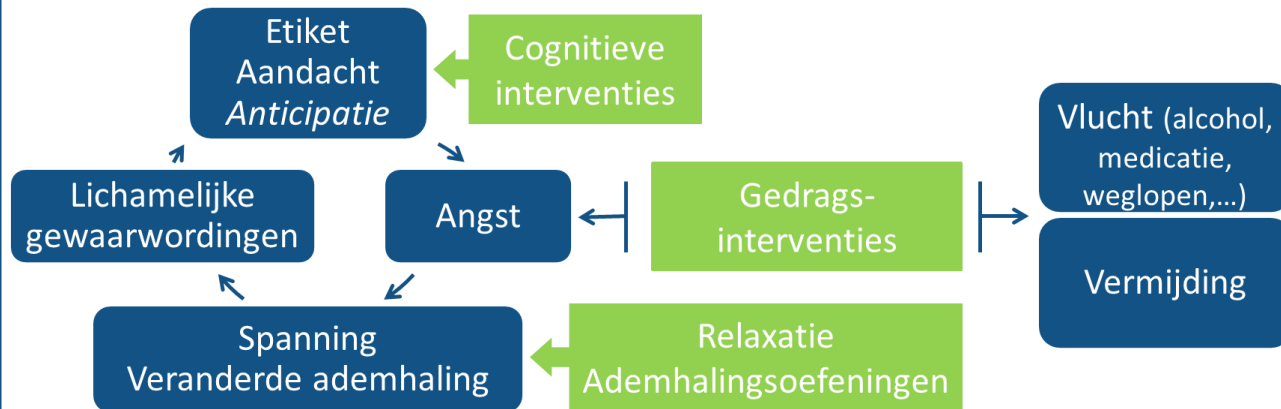 Etiket
Aandacht
Anticipatie
Cognitieve
interventies
Lichamelijke
gewaarwordingen
Angst
Gedrags-
interventies
Vlucht (alcohol,
medicatie,
weglopen,...)
Vermijding
Spanning
Veranderde ademhaling
Relaxatie
Ademhalingsoefeningen